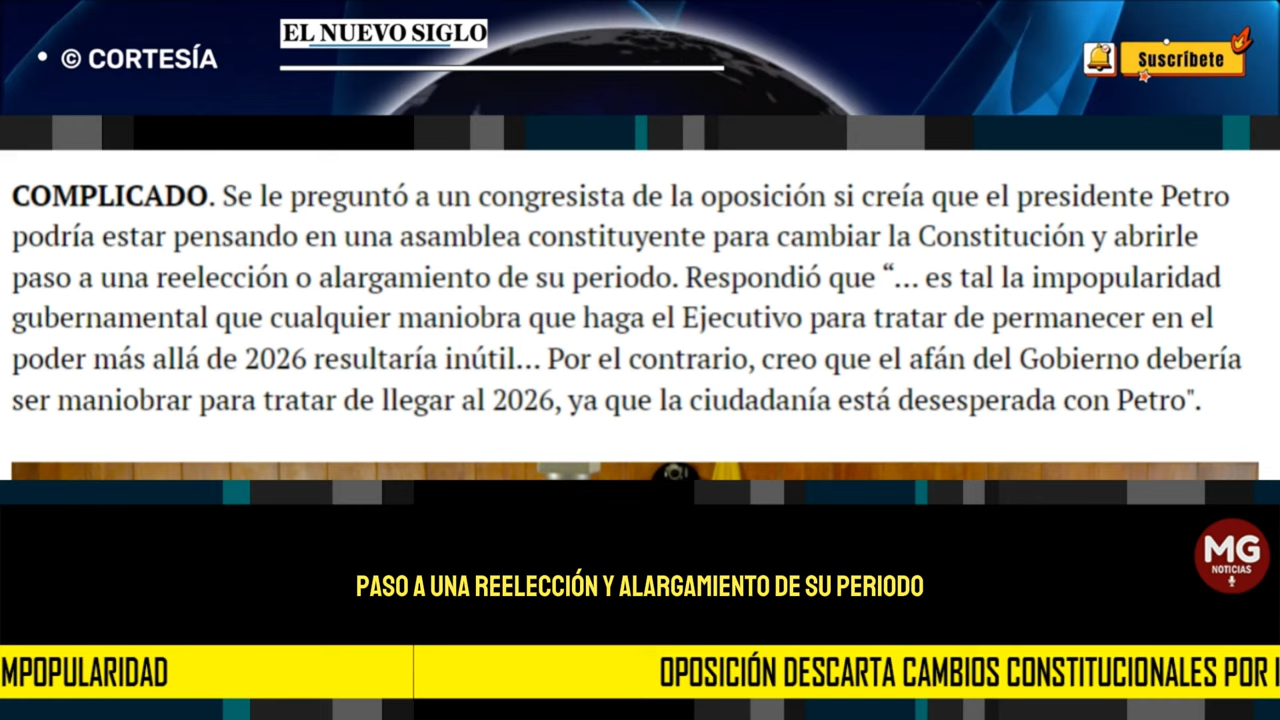 • © CORTESÍA
EL NUEVO SIGLO
Suscríbete
COMPLICADO. Se le preguntó a un congresista de la oposición si creía que el presidente Petro
podría estar pensando en una asamblea constituyente para cambiar la Constitución y abrirle
paso a una reelección o alargamiento de su periodo. Respondió que “... es tal la impopularidad
gubernamental que cualquier maniobra que haga el Ejecutivo para tratar de permanecer en el
poder más allá de 2026 resultaría inútil... Por el contrario, creo que el afán del Gobierno debería
ser maniobrar para tratar de llegar al 2026, ya que la ciudadanía está desesperada con Petro".
MG
NOTICIAS
PASO A UNA REELECCIÓN Y ALARGAMIENTO DE SU PERIODO
MPOPULARIDAD
OPOSICIÓN DESCARTA CAMBIOS CONSTITUCIONALES POR I